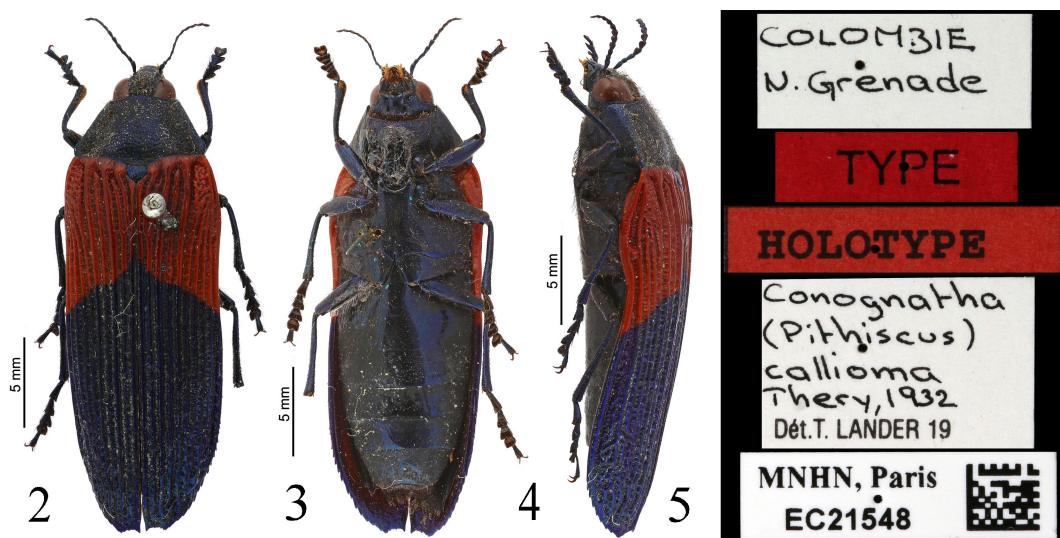 5 mm
2
5 mm
3
4
5 mm
5
COLOMBIE
N. Grenade
TYPE
HOLOTYPE
Conognatha
(Pithiscus)
callioma
Thery, 1932
Dét.T. LANDER 19
MNHN, Paris
EC21548